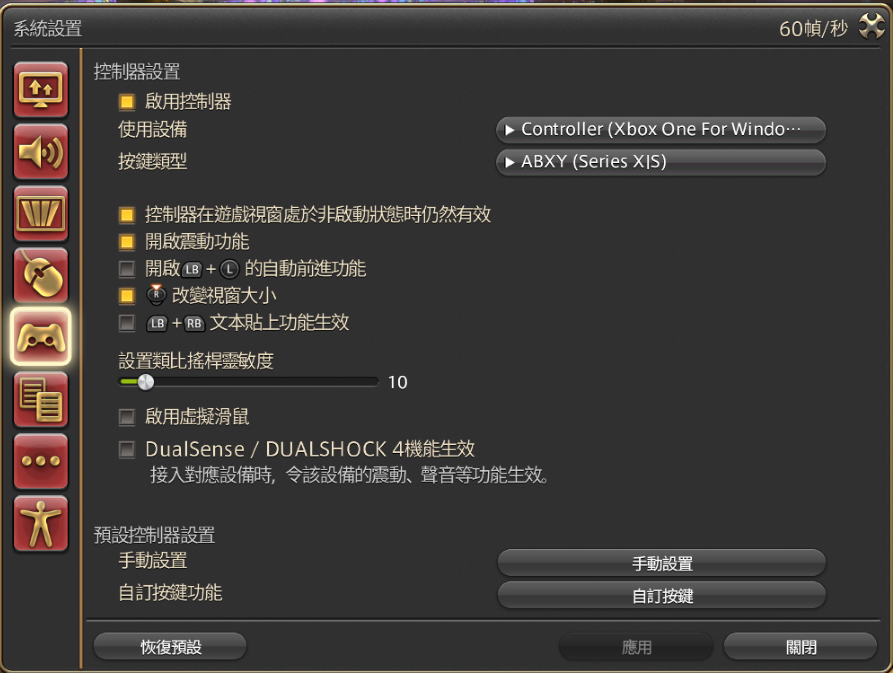 系統設置
60幀/秒
控制器設置
啟用控制器
使用設備
Controller (Xbox One For Windo…
按鍵類型
ABXY (Series X|S)
控制器在遊戲視窗處於非啟動狀態時仍然有效
開啟震動功能
開啟LB+L的自動前進功能
R 改變視窗大小
LB+RB文本貼上功能生效
設置類比搖桿靈敏度
10
啟用虛擬滑鼠
DualSense / DUALSHOCK 4機能生效
接入對應設備時，令該設備的震動、聲音等功能生效。
預設控制器設置
手動設置
手動設置
自訂按鍵功能
自訂按鍵
恢復預設
應用
關閉